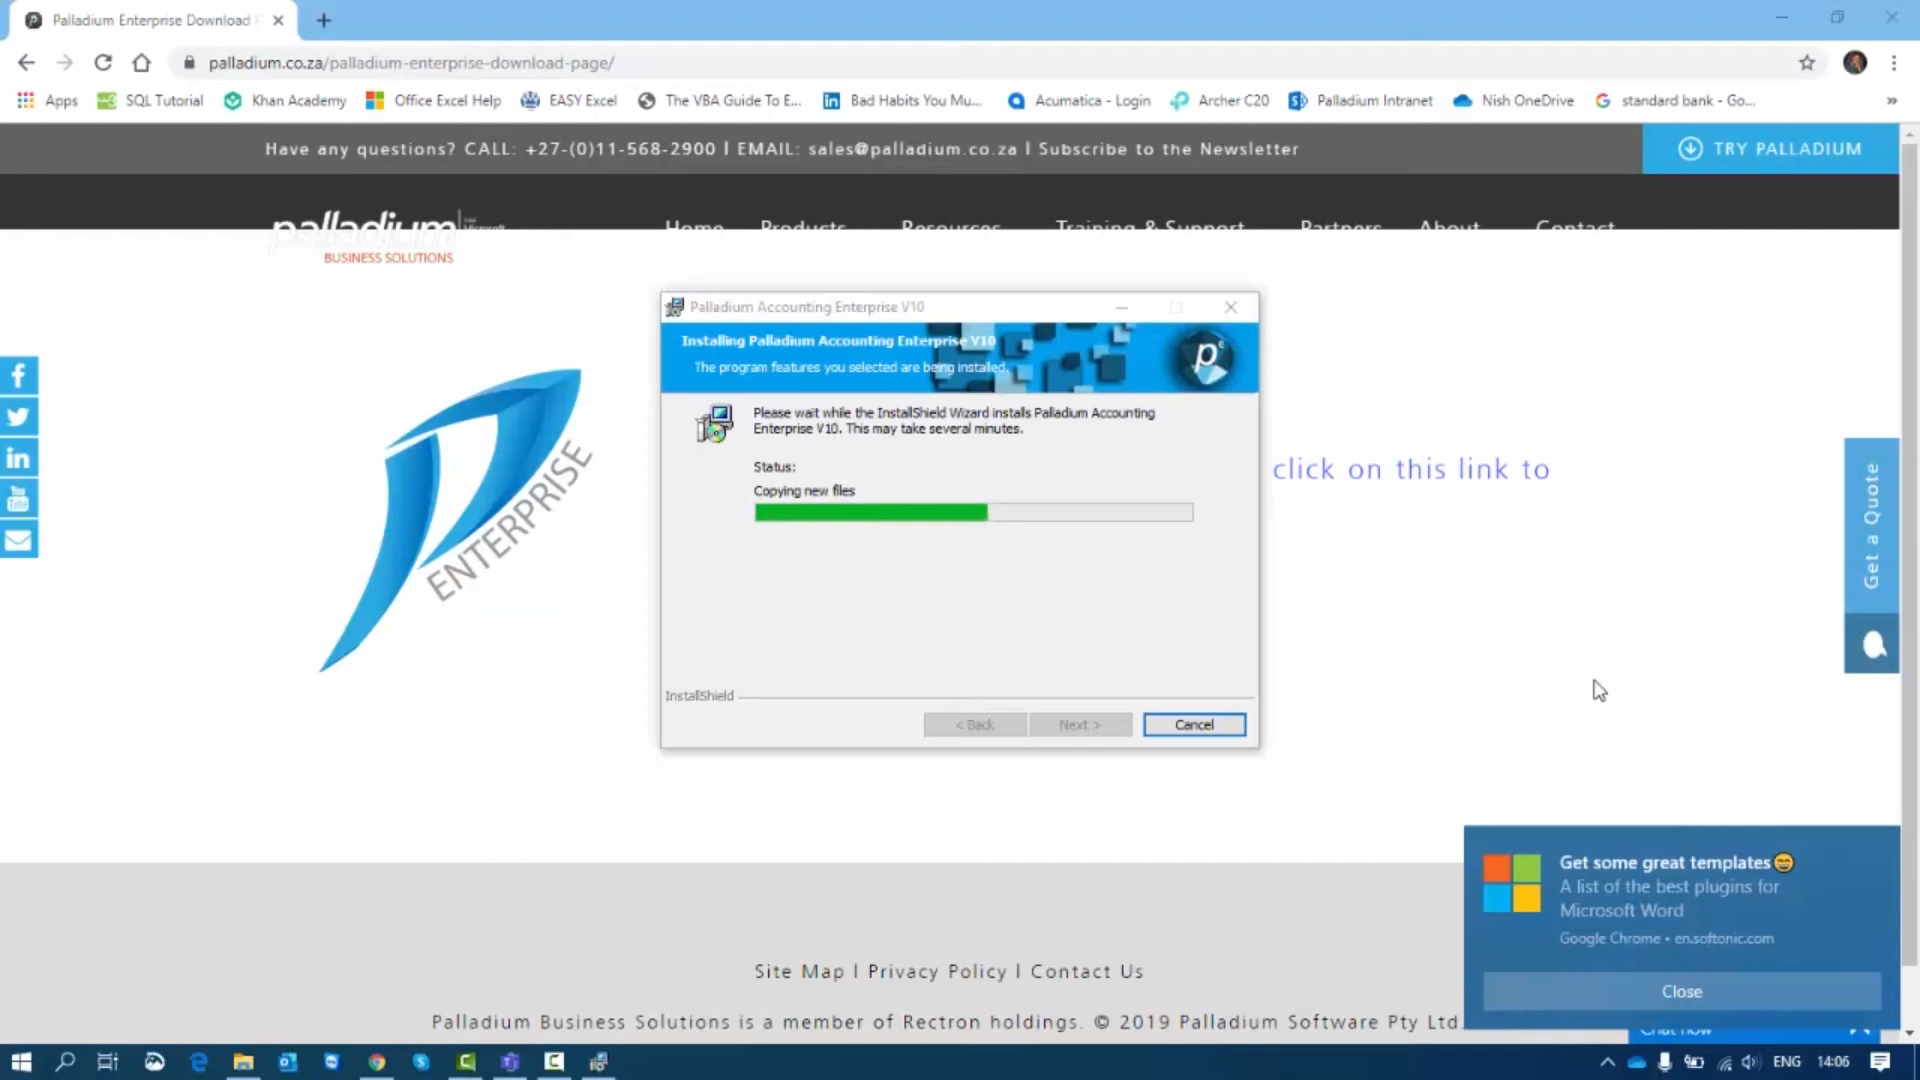 Palladium Enterprise Download
palladium.co.za/palladium-enterprise-download-page/
Apps SQL Tutorial Khan Academy Office Excel Help EASY Excel The VBA Guide To E... Bad Habits You Mu... Acumatica - Login Archer C20 Palladium Intranet Nish OneDrive standard bank - Go... »
Have any questions? CALL: +27-(0)11-568-2900 | EMAIL: sales@palladium.co.za | Subscribe to the Newsletter
TRY PALLADIUM
palladium
Home Products Resources Training & Support Partners About Contact
BUSINESS SOLUTIONS
Palladium Accounting Enterprise V10
Installing Palladium Accounting Enterprise V10
The program features you selected are being installed.
Please wait while the InstallShield Wizard installs Palladium Accounting
Enterprise V10. This may take several minutes.
Status:
Copying new files
click on this link to
ENTERPRISE
Get a Quote
InstallShield
< Back Next > Cancel
Get some great templates😄
A list of the best plugins for
Microsoft Word
Google Chrome • en.softonic.com
Close
Site Map | Privacy Policy | Contact Us
Palladium Business Solutions is a member of Rectron holdings. © 2019 Palladium Software Pty Ltd.
Chat now
ENG 14:06